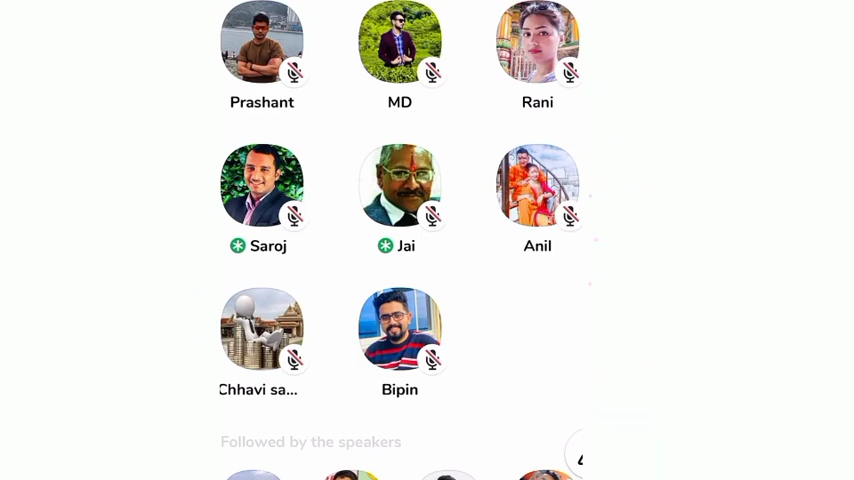 Prashant MD Rani
Saroj Jai Anil
Chhavi sa... Bipin
Followed by the speakers